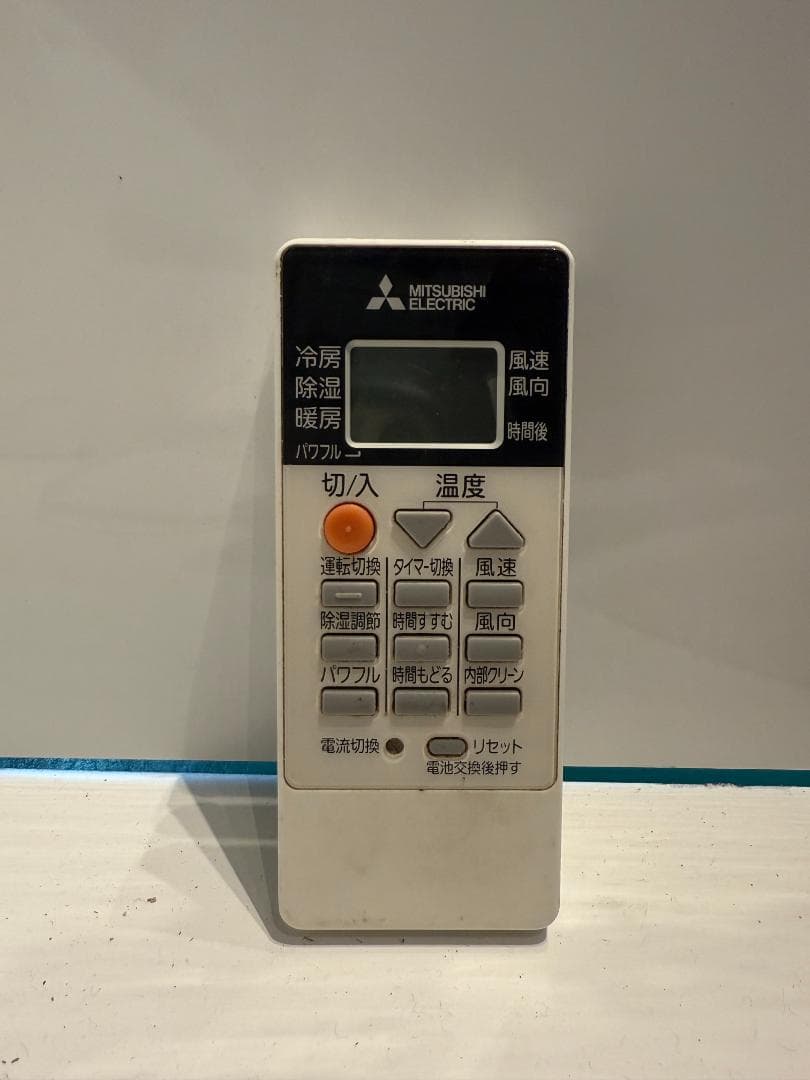 MITSUBISHI
ELECTRIC
冷房
除湿
暖房
パワフル
風速
風向
時間後
切/入 温度
運転切換 タイマー切換 風速
除湿調節 時間すすむ 風向
パワフル 時間もどる 内部クリーン
電流切換 リセット
電池交換後押す